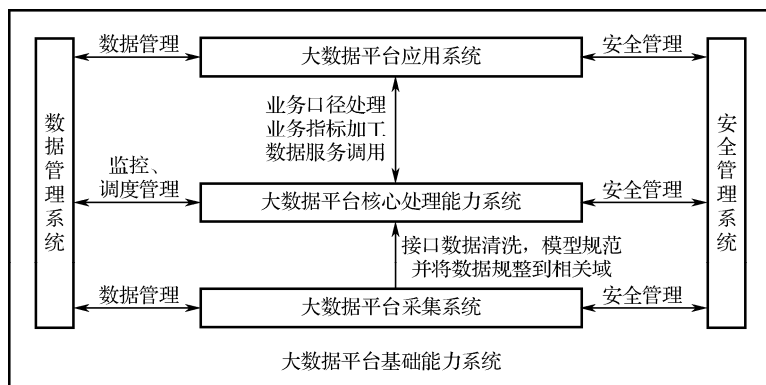 数据管理
大数据平台应用系统
安全管理
业务口径处理
业务指标加工
数据服务调用
数据管理系统
监控、
调度管理
大数据平台核心处理能力系统
安全管理
安全管理系统
接口数据清洗，模型规范
并将数据规整到相关域
数据管理
大数据平台采集系统
安全管理
大数据平台基础能力系统